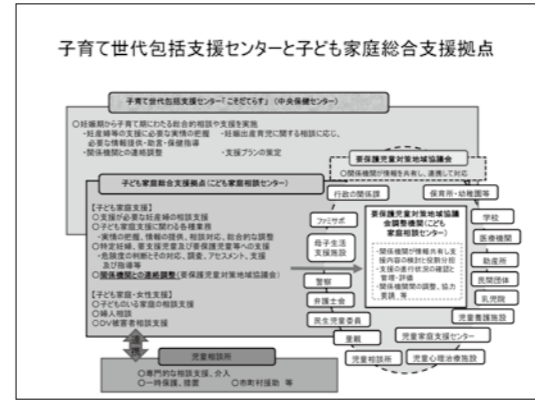 子育て世代包括支援センターと子ども家庭総合支援拠点
子育て世代包括支援センター「こそだてらす」（中央保健センター）
○妊娠期から子育て期にわたる総合的相談や支援を実施
・妊産婦等の支援に必要な実情の把握 ・妊娠出産育児に関する相談に応じ、
必要な情報提供・助言・保健指導
・関係機関との連絡調整 ・支援プランの策定
要保護児童対策地域協議会
○関係機関が情報を共有し、連携して対応
子ども家庭総合支援拠点（こども家庭相談センター）
【子ども家庭支援】
○支援が必要な妊産婦の相談支援
○子ども家庭支援に関わる各種業務
・実情の把握、情報の提供、相談対応、総合的な調整
○特定妊婦、要支援児童及び要保護児童等への支援
・危険度の判断とその対応、調査、アセスメント、支援
及び指導等
○関係機関との連絡調整（要保護児童対策地域協議会）
【子ども家庭・女性支援】
○子どものいる家庭の相談支援
○婦人相談
○DV被害者相談支援
行政の関係課
保育所・幼稚園等
ファミサポ
母子生活
支援施設
警察
弁護士会
民生児童委員
里親
児童相談所
児童心理治療施設
児童家庭支援センター
児童養護施設
乳児院
民間団体
助産所
医療機関
学校
要保護児童対策地域協議
会調整機関（こども
家庭相談センター）
・関係機関が情報共有し支
援内容の検討と役割分担
・支援の進行状況の確認と
管理・評価
・関係機関の調整、協力
要請 等
連携
児童相談所
○専門的な相談支援、介入
○一時保護、措置 ○市町村援助 等